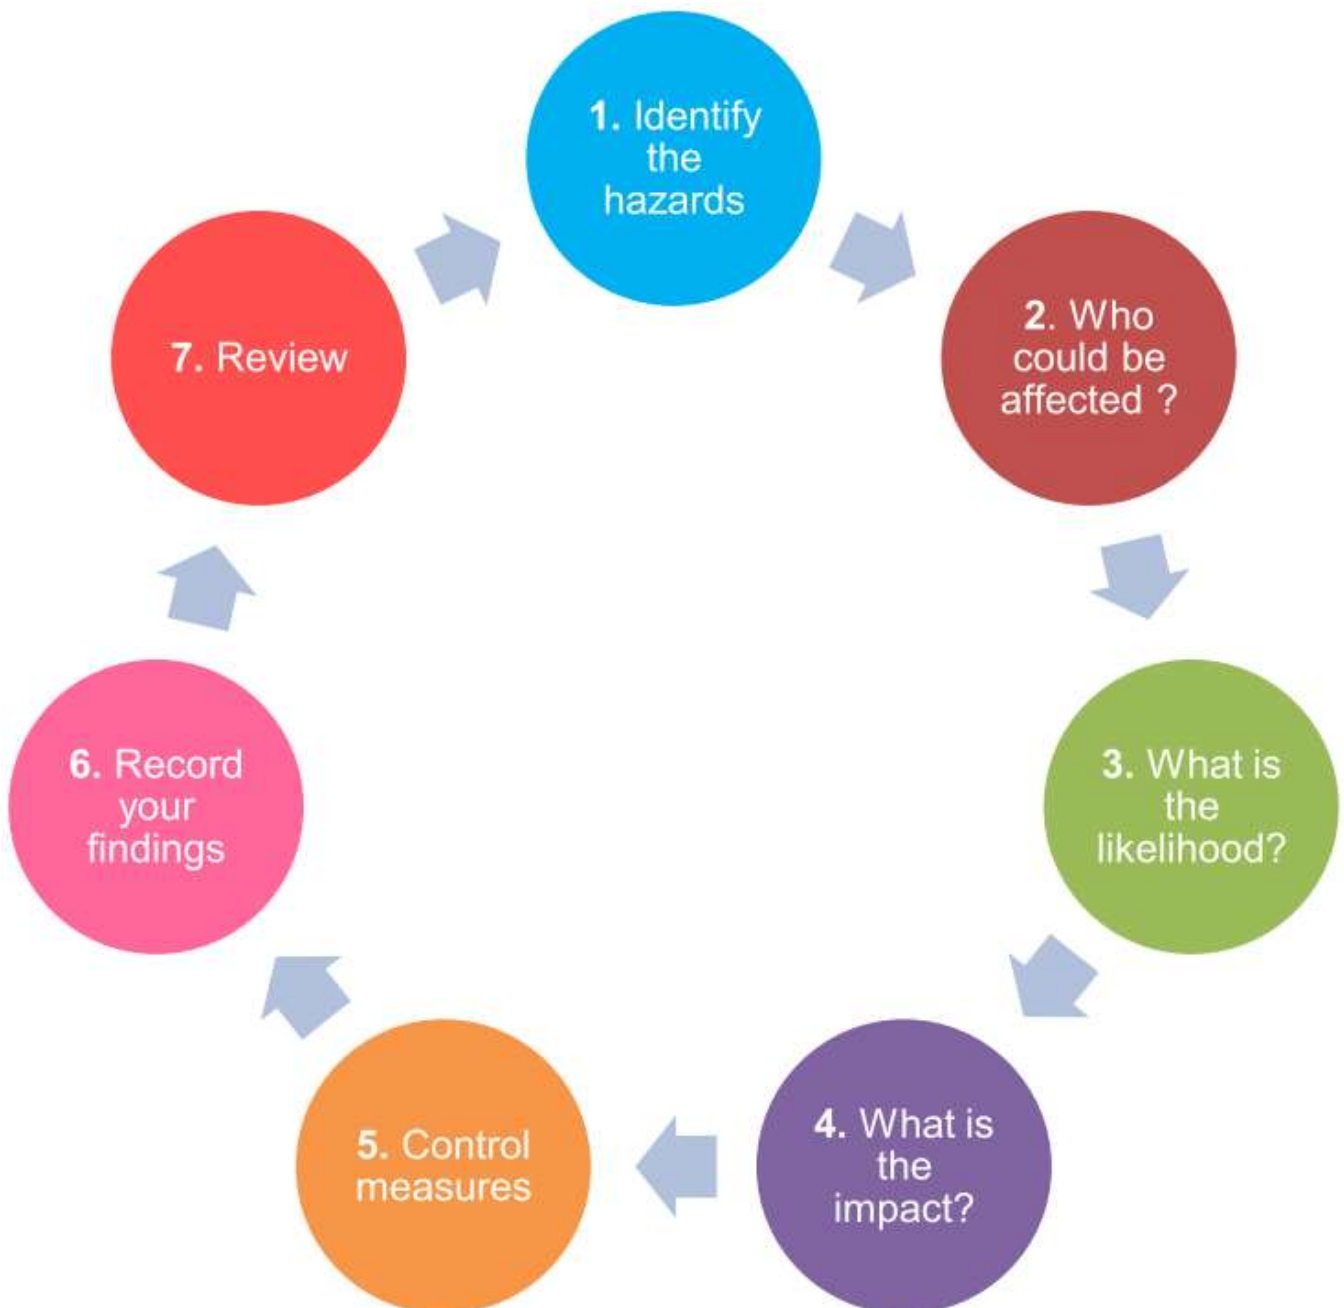 1. Identify
the
hazards
2. Who
could be
affected ?
3. What is
the
likelihood?
4. What is
the
impact?
5. Control
measures
6. Record
your
findings
7. Review